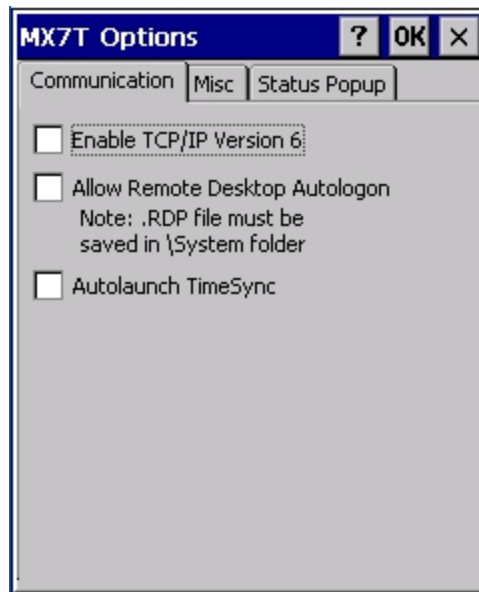 MX7T Options ? OK ×
Communication Misc Status Popup
Enable TCP/IP Version 6
Allow Remote Desktop Autologon
Note: .RDP file must be
saved in \System folder
Autolaunch TimeSync